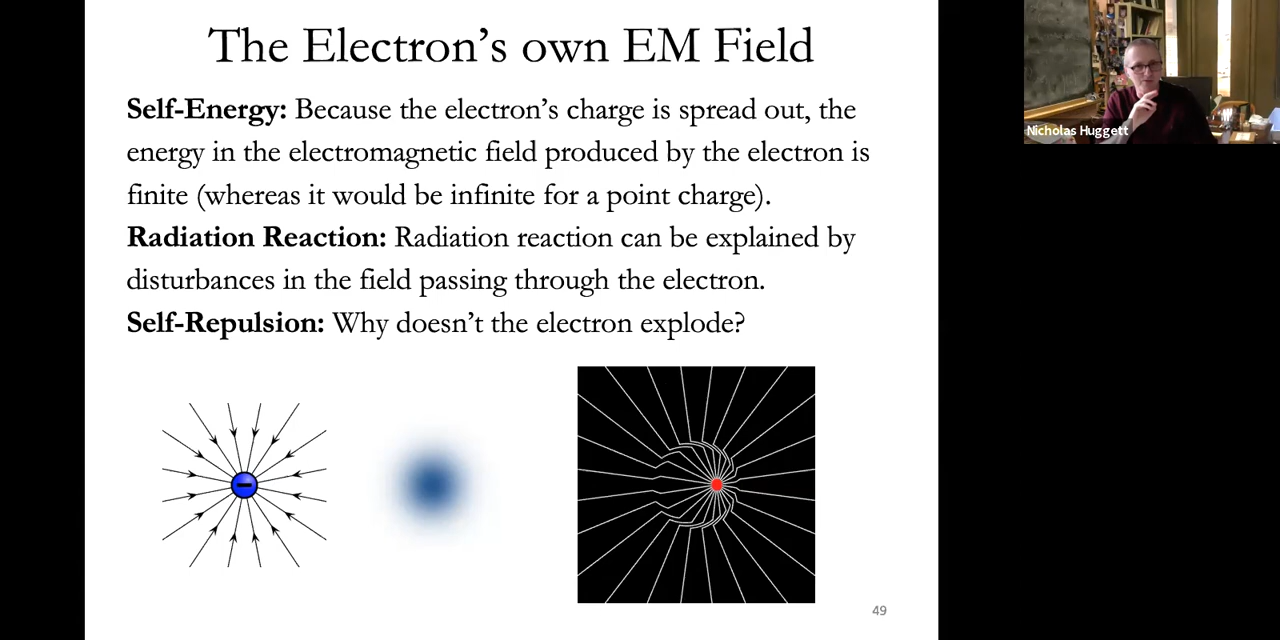 The Electron’s own EM Field
Self-Energy: Because the electron’s charge is spread out, the
energy in the electromagnetic field produced by the electron is
finite (whereas it would be infinite for a point charge).
Radiation Reaction: Radiation reaction can be explained by
disturbances in the field passing through the electron.
Self-Repulsion: Why doesn’t the electron explode?
49
Nicholas Huggett